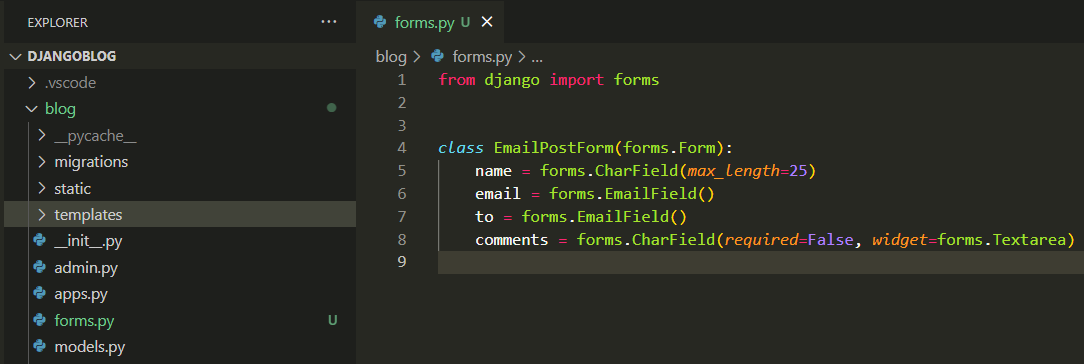 EXPLORER ...
DJANGOBLOG
.vscode
blog
__pycache__
migrations
static
templates
__init__.py
admin.py
apps.py
forms.py U
models.py
forms.py U
blog > forms.py > ...
1 from django import forms
2
3
4 class EmailPostForm(forms.Form):
5     name = forms.CharField(max_length=25)
6     email = forms.EmailField()
7     to = forms.EmailField()
8     comments = forms.CharField(required=False, widget=forms.Textarea)
9